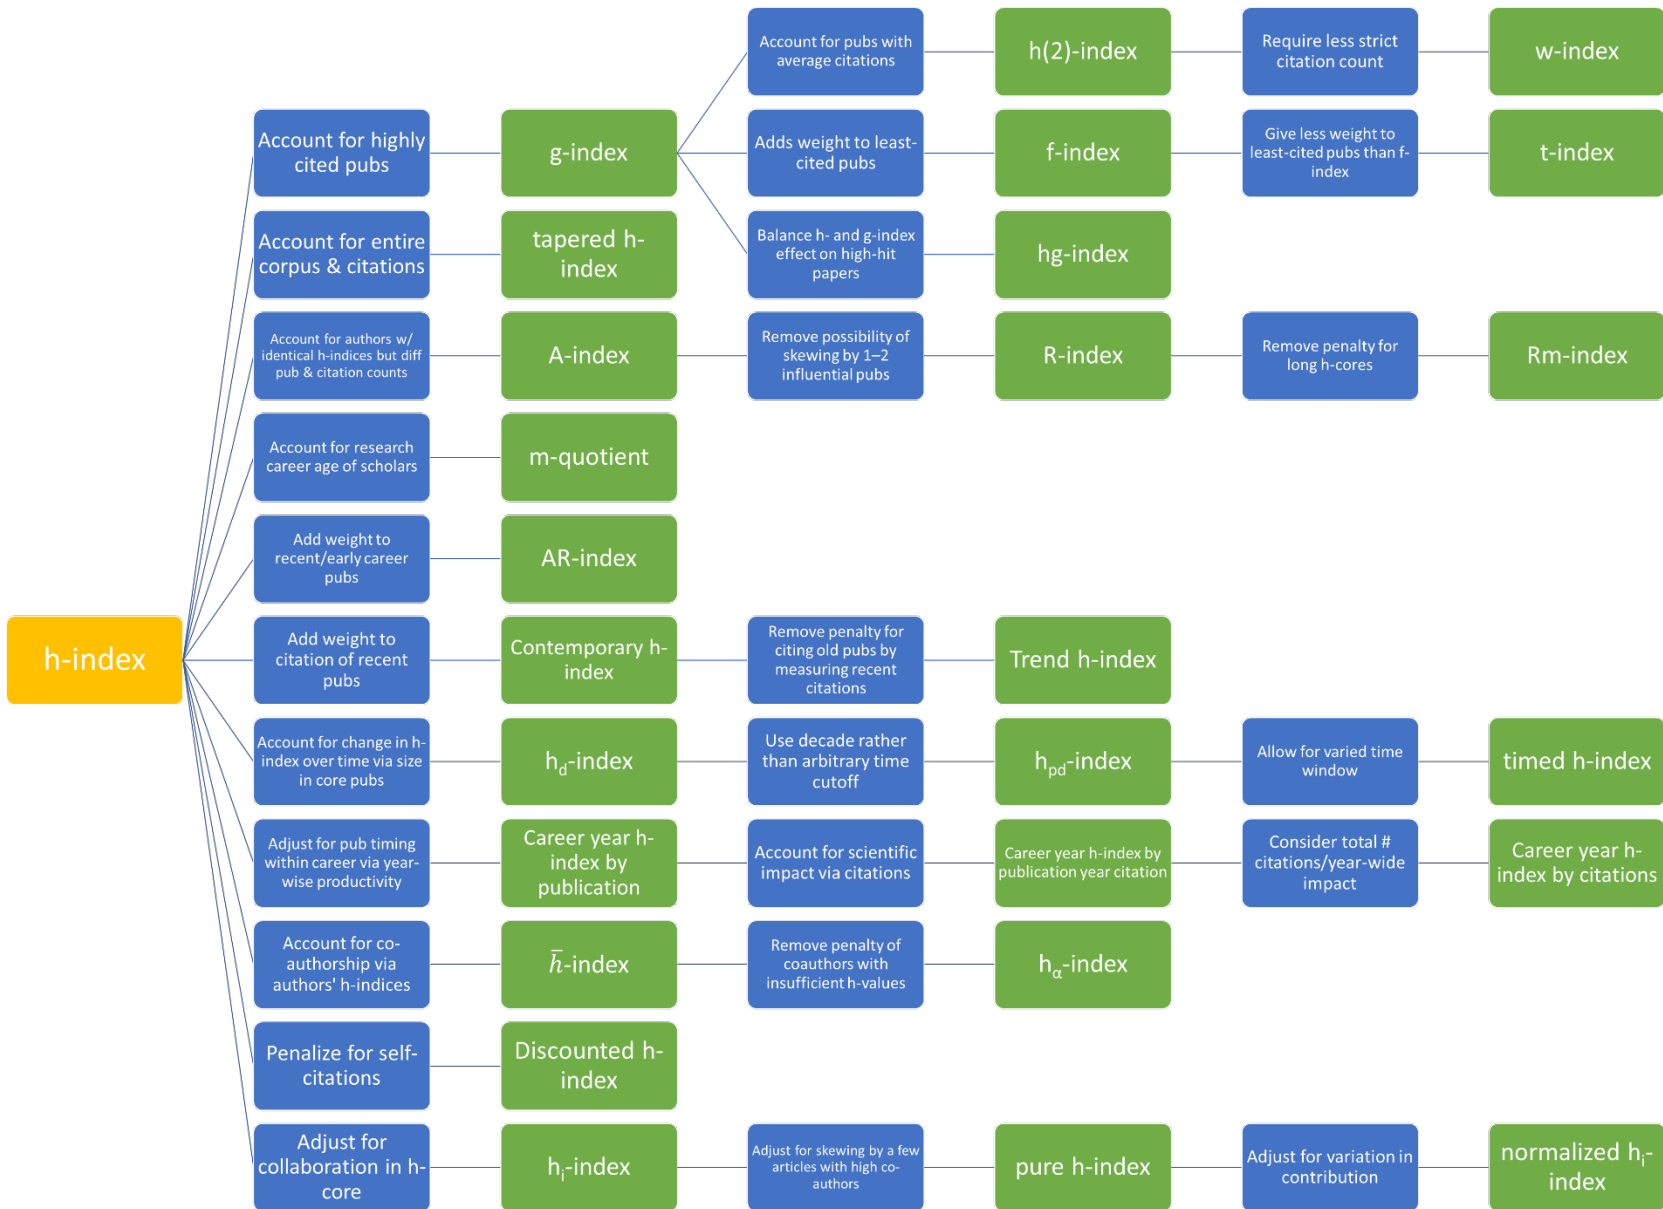 Account for pubs with
average citations
h(2)-index
Require less strict
citation count
w-index
Account for highly
cited pubs
g-index
Adds weight to least-
cited pubs
f-index
Give less weight to
least-cited pubs than f-
index
t-index
Account for entire
corpus & citations
tapered h-
index
Balance h- and g-index
effect on high-hit
papers
hg-index
Account for authors w/
identical h-indices but diff
pub & citation counts
A-index
Remove possibility of
skewing by 1–2
influential pubs
R-index
Remove penalty for
long h-cores
Rm-index
Account for research
career age of scholars
m-quotient
Add weight to
recent/early career
pubs
AR-index
h-index
Add weight to
citation of recent
pubs
Contemporary h-
index
Remove penalty for
citing old pubs by
measuring recent
citations
Trend h-index
Account for change in h-
index over time via size
in core pubs
h_d-index
Use decade rather
than arbitrary time
cutoff
h_pd-index
Allow for varied time
window
timed h-index
Adjust for pub timing
within career via year-
wise productivity
Career year h-
index by
publication
Account for scientific
impact via citations
Career year h-index by
publication year citation
Consider total #
citations/year-wide
impact
Career year h-
index by citations
Account for co-
authorship via
authors' h-indices
h̄-index
Remove penalty of
coauthors with
insufficient h-values
h_α-index
Penalize for self-
citations
Discounted h-
index
Adjust for
collaboration in h-
core
h_i-index
Adjust for skewing by a few
articles with high co-
authors
pure h-index
Adjust for variation in
contribution
normalized h_i-
index